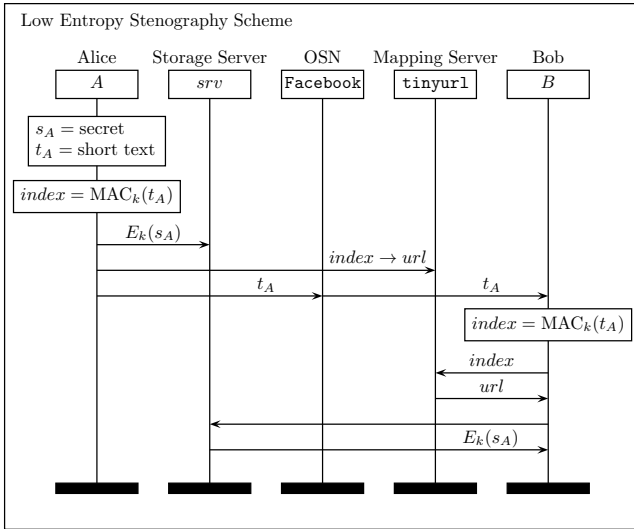 Low Entropy Stenography Scheme
Alice Storage Server OSN Mapping Server Bob
A srv Facebook tinyurl B
s_A = secret
t_A = short text
index = MAC_k(t_A)
E_k(s_A)
index → url
t_A t_A
index = MAC_k(t_A)
index
url
E_k(s_A)